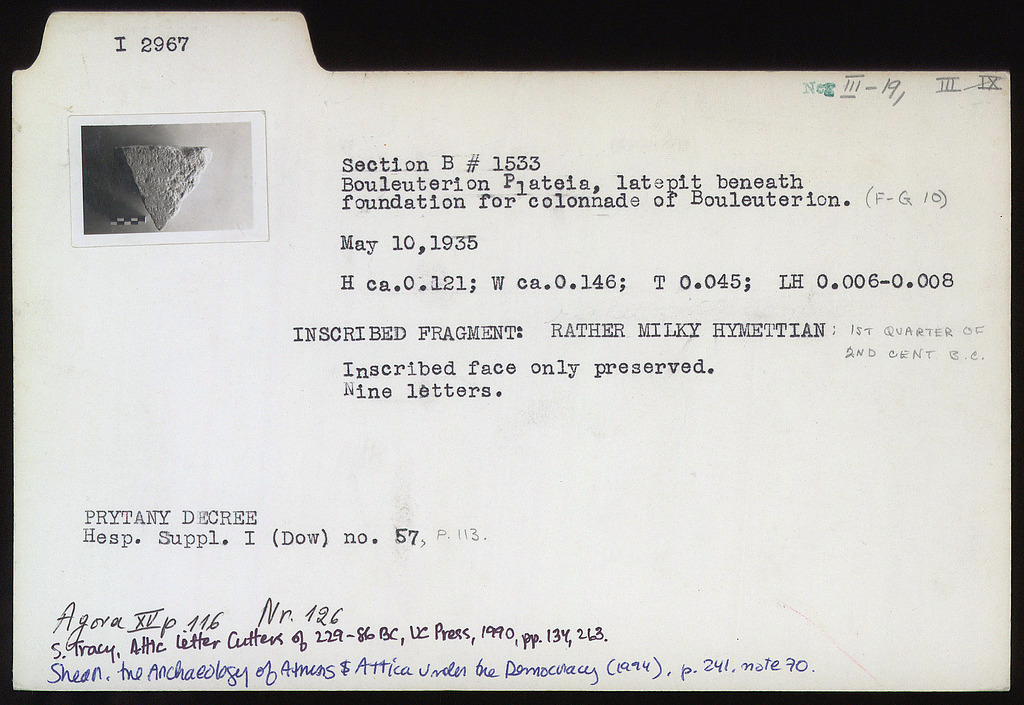 I 2967
Neg III-19, III-IX
Section B # 1533
Bouleuterion Plateia, latepit beneath
foundation for colonnade of Bouleuterion. (F-G 10)
May 10,1935
H ca.0.121; W ca.0.146; T 0.045; LH 0.006-0.008
INSCRIBED FRAGMENT: RATHER MILKY HYMETTIAN; 1ST QUARTER OF
2ND CENT B.C.
Inscribed face only preserved.
Nine letters.
PRYTANY DECREE
Hesp. Suppl. I (Dow) no. 57, P. 113.
Agora XV p. 116 Nr. 126
S. Tracy, Attic Letter Cutters of 229-86 BC, UC Press, 1990, pp. 134, 263.
Shear. the Archaeology of Athens & Attica under the Democracy (1994). p. 241. note 70.